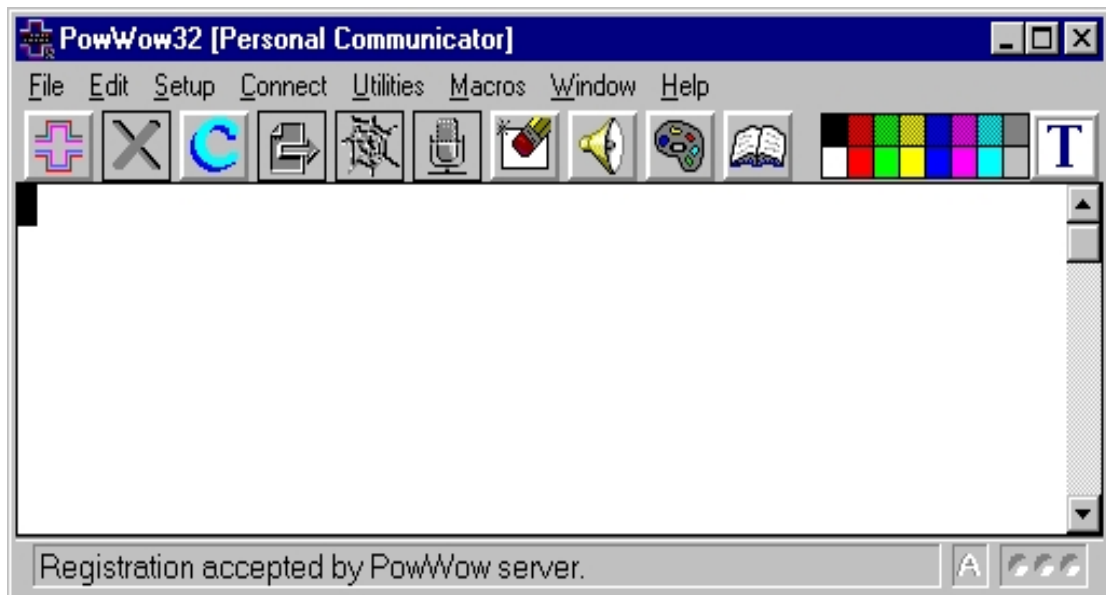 PowWow32 [Personal Communicator]
File Edit Setup Connect Utilities Macros Window Help
T
Registration accepted by PowWow server. A